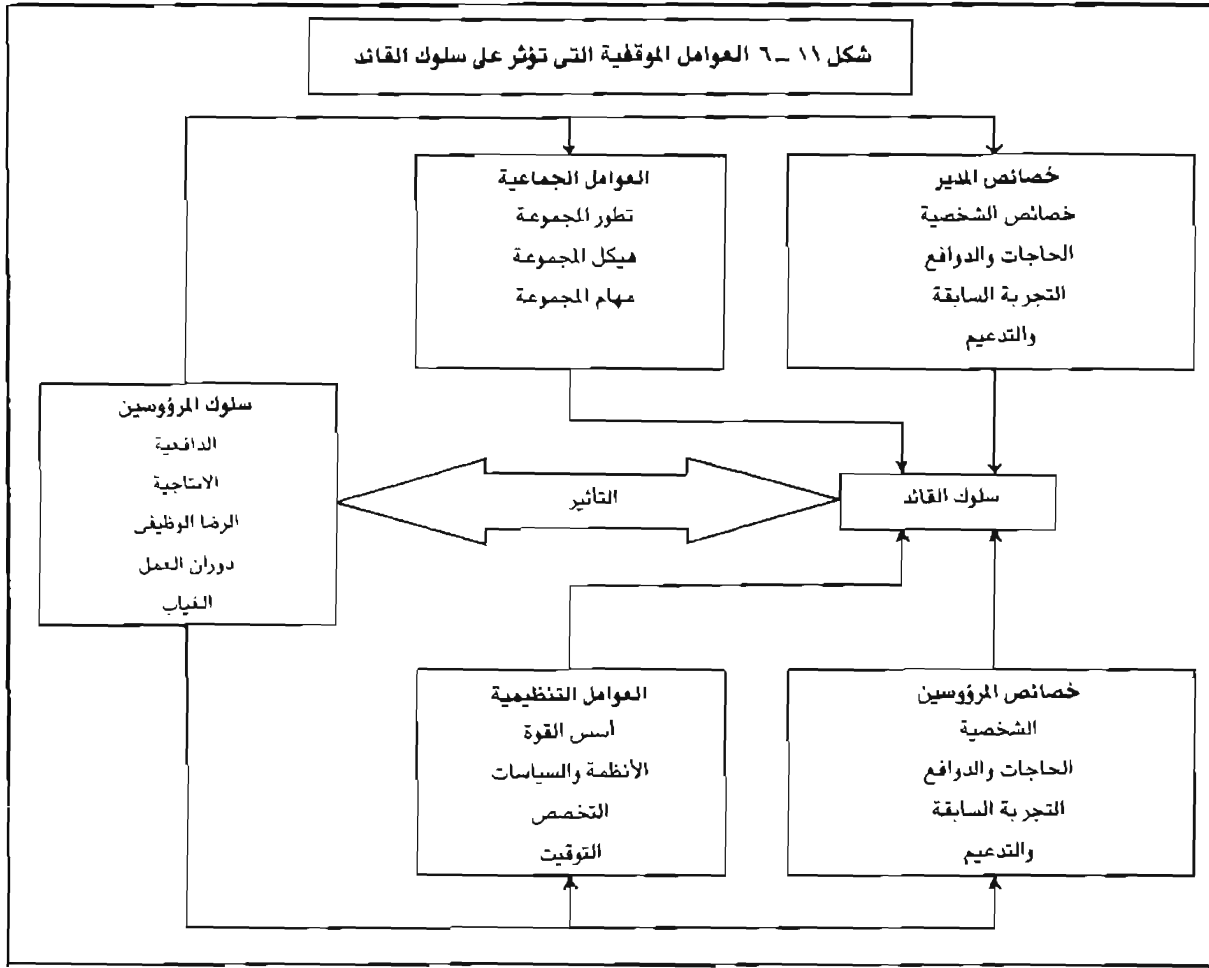 شكل ١١ – ٦ العوامل الموقفية التى تؤثر على سلوك القائد
خصائص المدير
خصائص الشخصية
الحاجات والدوافع
التجربة السابقة
والتدعيم
العوامل الجماعية
تطور المجموعة
هيكل المجموعة
مهام المجموعة
سلوك المرؤوسين
الدافعية
الانتاجية
الرضا الوظيفى
دوران العمل
الغياب
التأثير
سلوك القائد
العوامل التنظيمية
أسس القوة
الأنظمة والسياسات
التخصص
التوقيت
خصائص المرؤوسين
الشخصية
الحاجات والدوافع
التجربة السابقة
والتدعيم